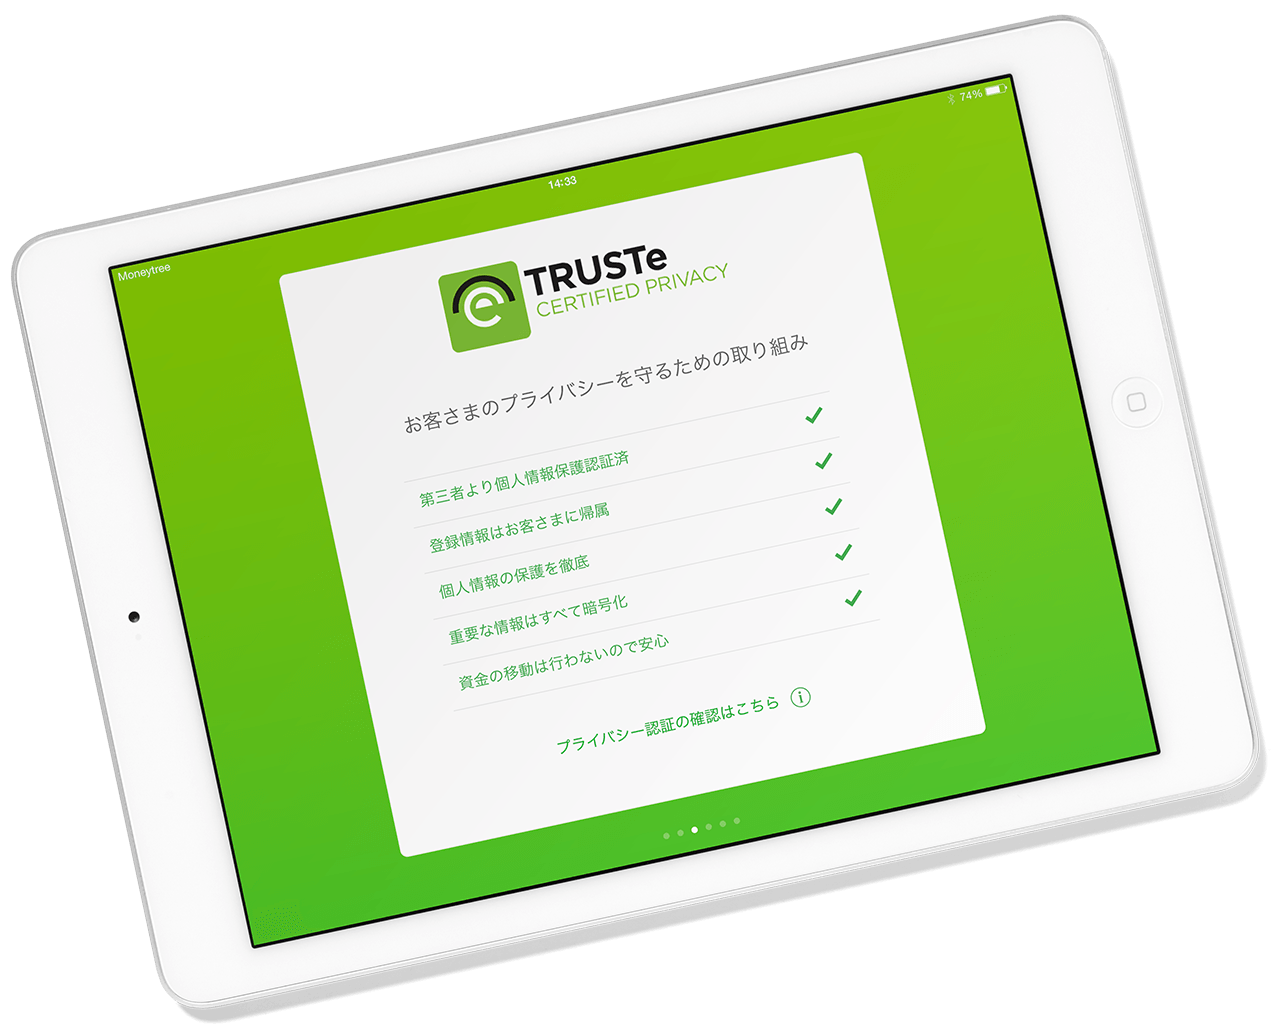 Moneytree
14:33
74%
e
TRUSTe
CERTIFIED PRIVACY
お客さまのプライバシーを守るための取り組み
第三者より個人情報保護認証済
登録情報はお客さまに帰属
個人情報の保護を徹底
重要な情報はすべて暗号化
資金の移動は行わないので安心
プライバシー認証の確認はこちら i